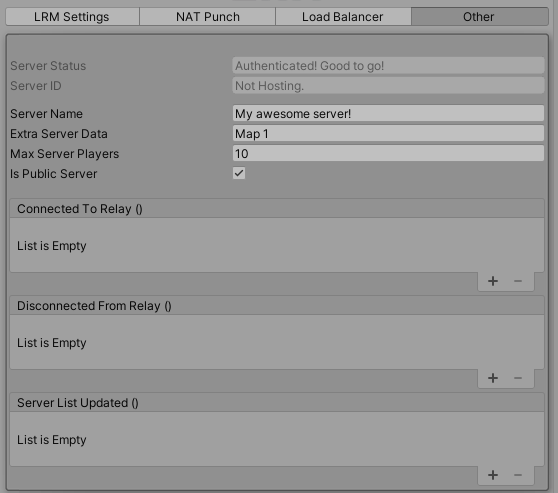 LRM Settings NAT Punch Load Balancer Other
Server Status Authenticated! Good to go!
Server ID Not Hosting.
Server Name My awesome server!
Extra Server Data Map 1
Max Server Players 10
Is Public Server
Connected To Relay ()
List is Empty
Disconnected From Relay ()
List is Empty
Server List Updated ()
List is Empty